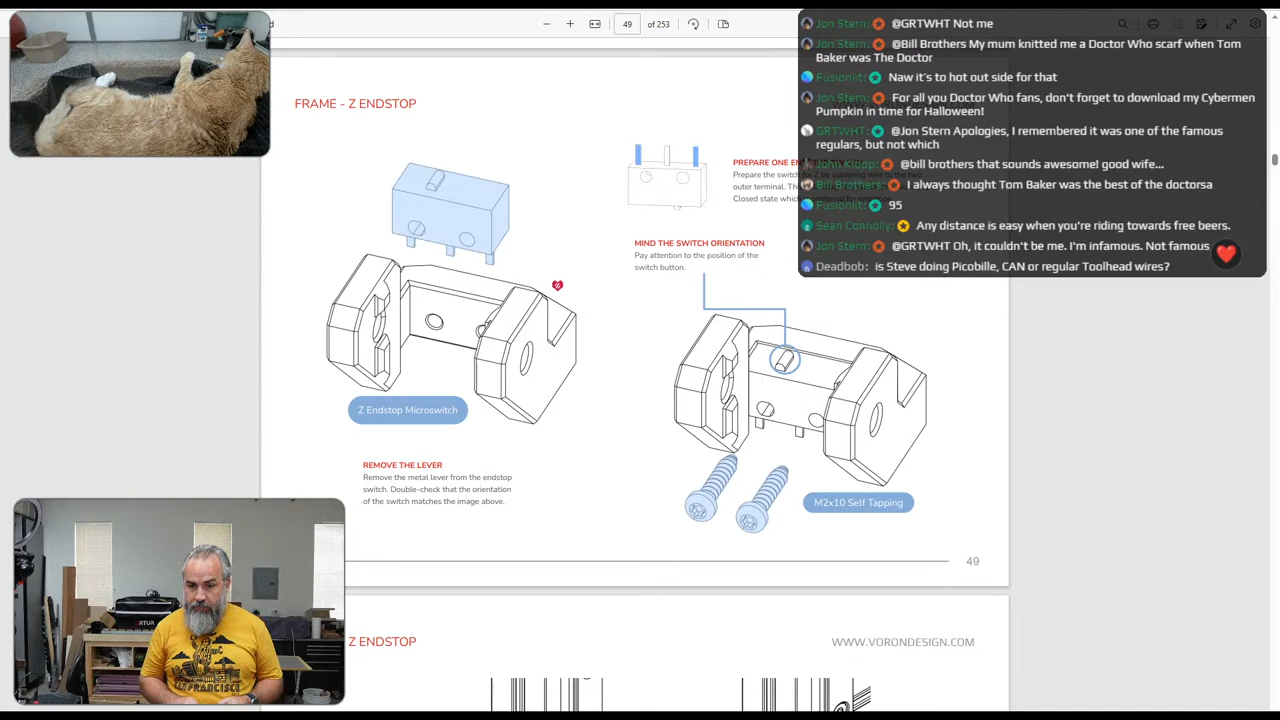 49 of 253
FRAME - Z ENDSTOP
PREPARE ONE
Prepare the switch for Z by
outer terminal.
Closed state
MIND THE SWITCH ORIENTATION
Pay attention to the position of the
switch button.
Z Endstop Microswitch
REMOVE THE LEVER
Remove the metal lever from the endstop
switch. Double-check that the orientation
of the switch matches the image above.
M2x10 Self Tapping
49
Z ENDSTOP
WWW.VORONDESIGN.COM
Jon Stern: @GRTWHT Not me
Jon Stern: @Bill Brothers My mum knitted me a Doctor Who scarf when Tom
Baker was The Doctor
Fusionlit: Naw it's to hot out side for that
Jon Stern: For all you Doctor Who fans, don't forget to download my Cybermen
Pumpkin in time for Halloween!
GRTWHT: @Jon Stern Apologies, I remembered it was one of the famous
regulars, but not which
John Klopp: @bill brothers that sounds awesome! good wife...
Bill Brothers: I always thought Tom Baker was the best of the doctorsa
Fusionlit: 95
Sean Connolly: Any distance is easy when you're riding towards free beers.
Jon Stern: @GRTWHT Oh, it couldn't be me. I'm infamous. Not famous
Deadbob: is Steve doing Picobille, CAN or regular Toolhead wires?